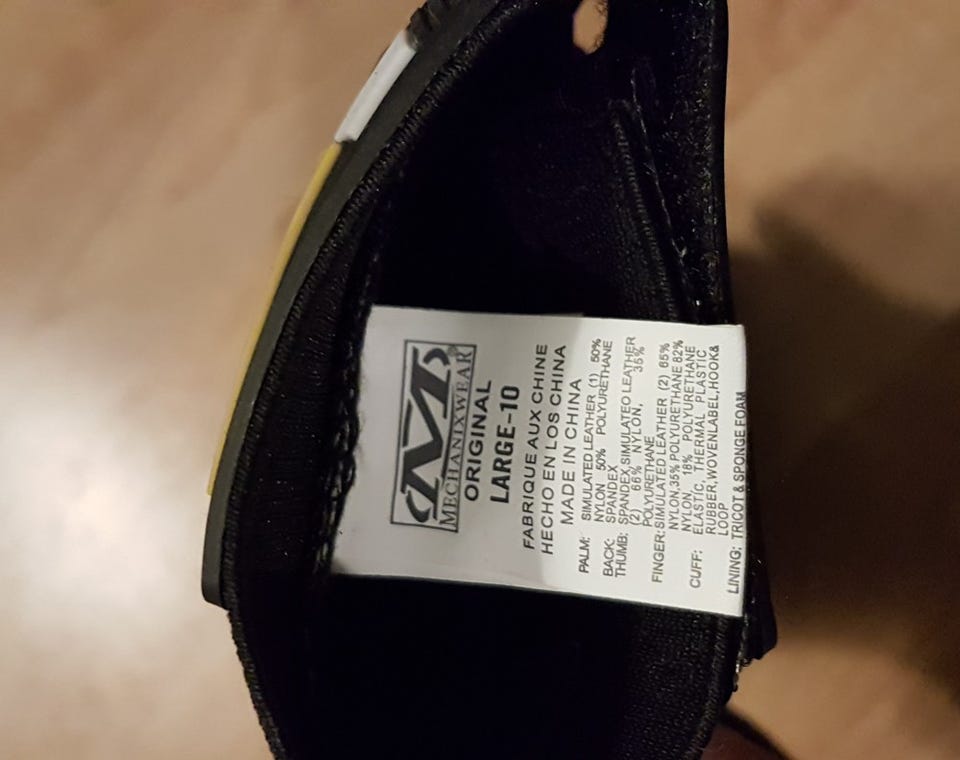 M®
MECHANIXWEAR
ORIGINAL
LARGE-10
FABRIQUE AUX CHINE
HECHO EN LOS CHINA
MADE IN CHINA
PALM: SIMULATED LEATHER (1) 50%
NYLON 50% POLYURETHANE
BACK: SPANDEX
THUMB: SPANDEX,SIMULATED LEATHER
(2) 66% NYLON, 35%
POLYURETHANE
FINGER:SIMULATED LEATHER (2) 65%
NYLON,35% POLYURETHANE 82%
NYLON, 18% POLYURETHANE
CUFF: ELASTIC, THERMAL PLASTIC
RUBBER,WOVENLABEL,HOOK&
LOOP
LINING: TRICOT & SPONGE FOAM